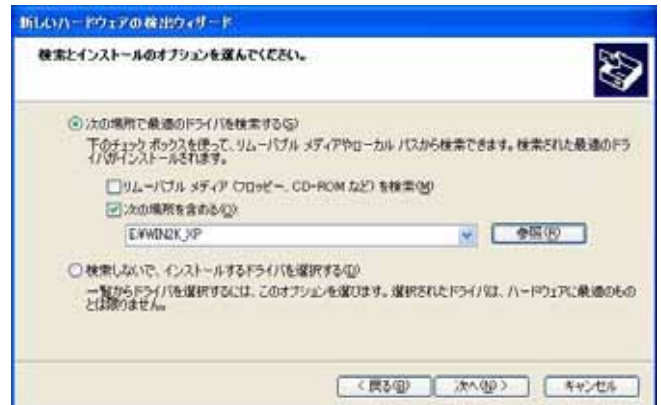 新しいハードウェアの検出ウィザード
検索とインストールのオプションを選んでください。
次の場所で最適のドライバを検索する(S)
下のチェック ボックスを使って、リムーバブル メディアやローカル パスから検索できます。検索された最適のドラ
イバがインストールされます。
リムーバブル メディア (フロッピー、CD-ROM など) を検索(M)
次の場所を含める(O):
E:¥WIN2K_XP
参照(R)
検索しないで、インストールするドライバを選択する(D)
一覧からドライバを選択するには、このオプションを選びます。選択されたドライバは、ハードウェアに最適のもの
とは限りません。
< 戻る(B)
次へ(N) >
キャンセル